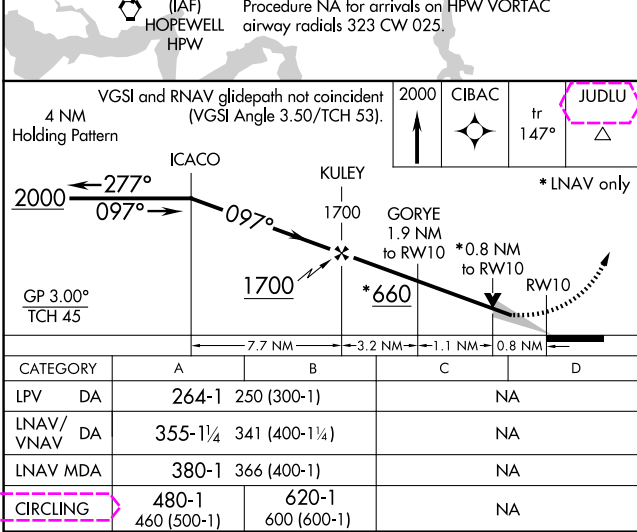 (IAF)
HOPEWELL
HPW
Procedure NA for arrivals on HPW VORTAC
airway radials 323 CW 025.
VGSI and RNAV glidepath not coincident
(VGSI Angle 3.50/TCH 53).
4 NM
Holding Pattern
2000
CIBAC
tr
147°
JUDLU
* LNAV only
ICACO
KULEY
1700
GORYE
1.9 NM
to RW10
*0.8 NM
to RW10
RW10
2000
277°
097°
097°
1700
*660
GP 3.00°
TCH 45
7.7 NM
3.2 NM
1.1 NM
0.8 NM
CATEGORY A B C D
LPV DA 264-1 250 (300-1) NA
LNAV/
VNAV DA 355-1¼ 341 (400-1¼) NA
LNAV MDA 380-1 366 (400-1) NA
CIRCLING 480-1 620-1 NA
460 (500-1) 600 (600-1)